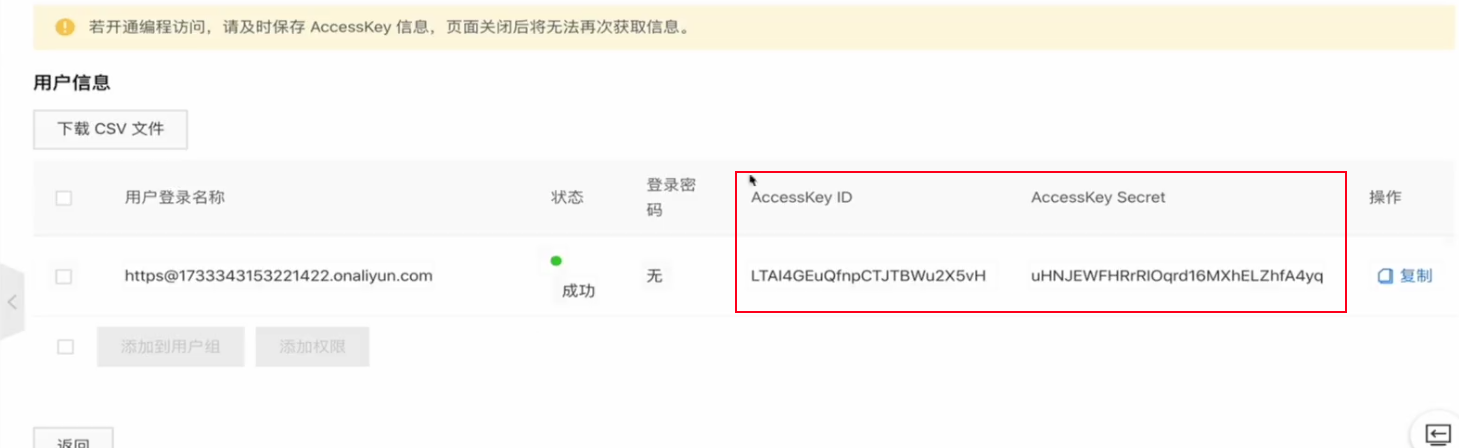 若开通编程访问，请及时保存 AccessKey 信息，页面关闭后将无法再次获取信息。
用户信息
下载 CSV 文件
用户登录名称 状态 登录密码 AccessKey ID AccessKey Secret 操作
https@1733343153221422.onaliyun.com 成功 无 LTAI4GEuQfnpCTJTBWu2X5vH uHNJEWFHRrRIOqrd16MXhELZhfA4yq 复制
添加到用户组 添加权限
返回